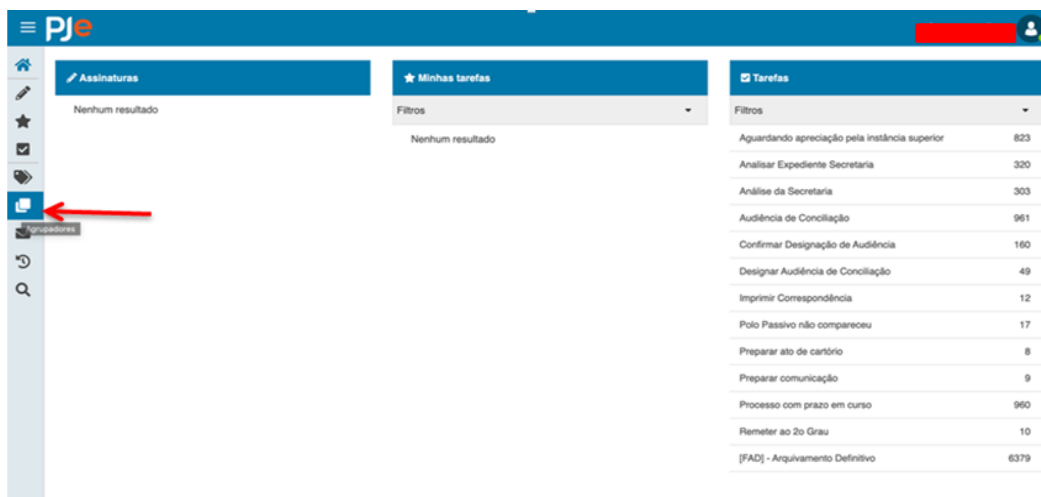 PJe
Assinaturas
Nenhum resultado
Minhas tarefas
Filtros
Nenhum resultado
Tarefas
Filtros
Aguardando apreciação pela instância superior 823
Analisar Expediente Secretaria 320
Análise da Secretaria 303
Audiência de Conciliação 961
Confirmar Designação de Audiência 160
Designar Audiência de Conciliação 49
Imprimir Correspondência 12
Polo Passivo não compareceu 17
Preparar ato de cartório 8
Preparar comunicação 9
Processo com prazo em curso 960
Remeter ao 2o Grau 10
[FAD] - Arquivamento Definitivo 6379
Agrupadores